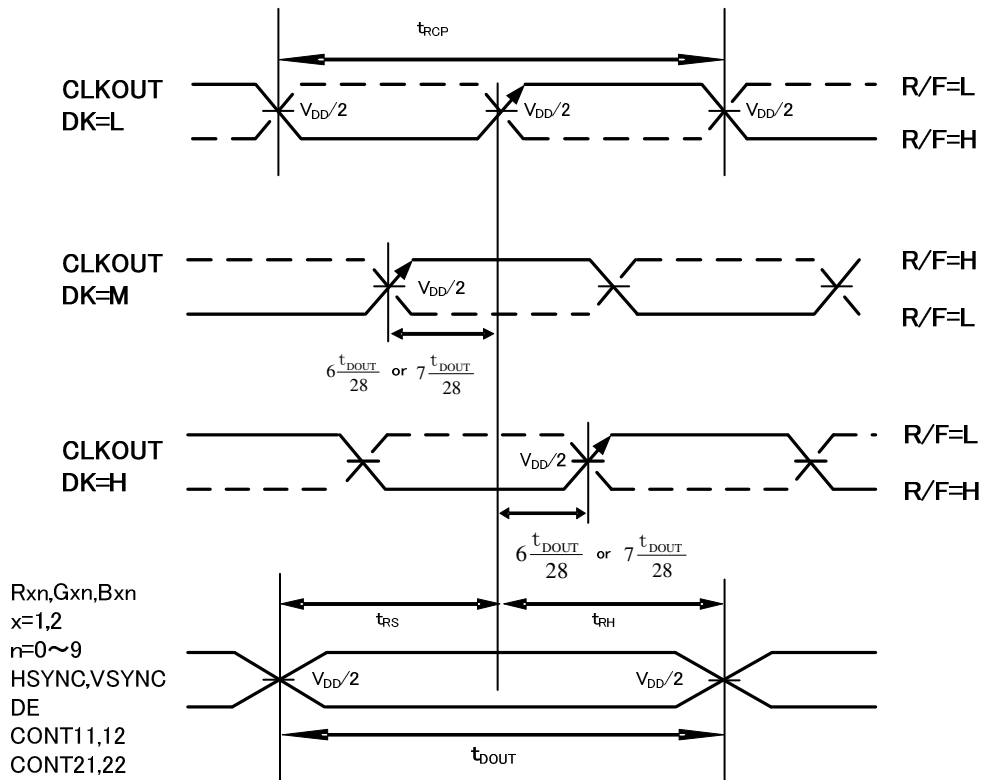 tRCP
CLKOUT
DK=L
VDD/2
VDD/2
VDD/2
R/F=L
R/F=H
CLKOUT
DK=M
VDD/2
R/F=H
R/F=L
6 tDOUT/28 or 7 tDOUT/28
CLKOUT
DK=H
VDD/2
R/F=L
R/F=H
6 tDOUT/28 or 7 tDOUT/28
Rxn,Gxn,Bxn
x=1,2
n=0～9
HSYNC,VSYNC
DE
CONT11,12
CONT21,22
tRS
tRH
VDD/2
VDD/2
tDOUT